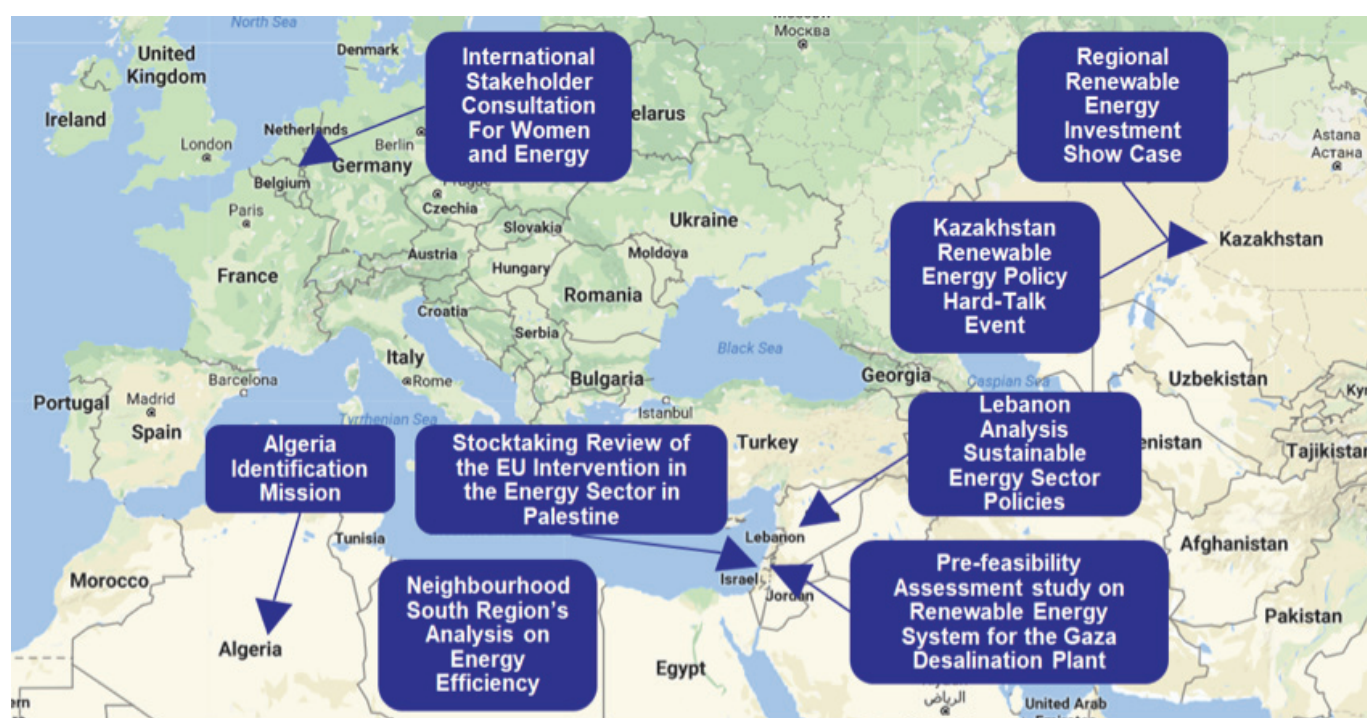 North Sea
Москва
United
Kingdom
Denmark
Ireland
Netherlands
London
Berlin
Germany
Belgium
elarus
Paris
Czechia
Slovakia
Ukraine
Austria
Moldova
France
Hungary
Romania
Croatia
Serbia
Italy
Rome
Black Sea
Bulgaria
Georgia
Caspian Sea
Barcelona
Istanbul
Portugal
Madrid
Spain
Tyrrhenian Sea
Turkey
Uzbekistan
Kyr
enistan
Tajikistan
Astana
Астана
Kazakhstan
International
Stakeholder
Consultation
For Women
and Energy
Regional
Renewable
Energy
Investment
Show Case
Kazakhstan
Renewable
Energy Policy
Hard-Talk
Event
Algeria
Identification
Mission
Stocktaking Review of
the EU Intervention in
the Energy Sector in
Palestine
Lebanon
Analysis
Sustainable
Energy Sector
Policies
Neighbourhood
South Region's
Analysis on
Energy
Efficiency
Pre-feasibility
Assessment study on
Renewable Energy
System for the Gaza
Desalination Plant
Tunisia
Lebanon
Israel
Jordan
Morocco
Algeria
Egypt
Afghanistan
Pakistan
الرياض
United Arab